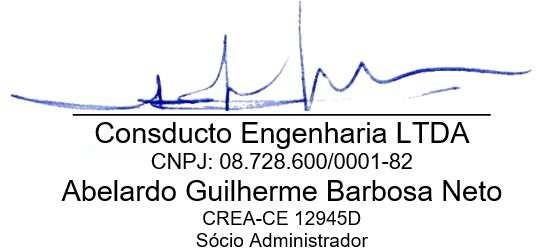 Consducto Engenharia LTDA
CNPJ: 08.728.600/0001-82
Abelardo Guilherme Barbosa Neto
CREA-CE 12945D
Sócio Administrador